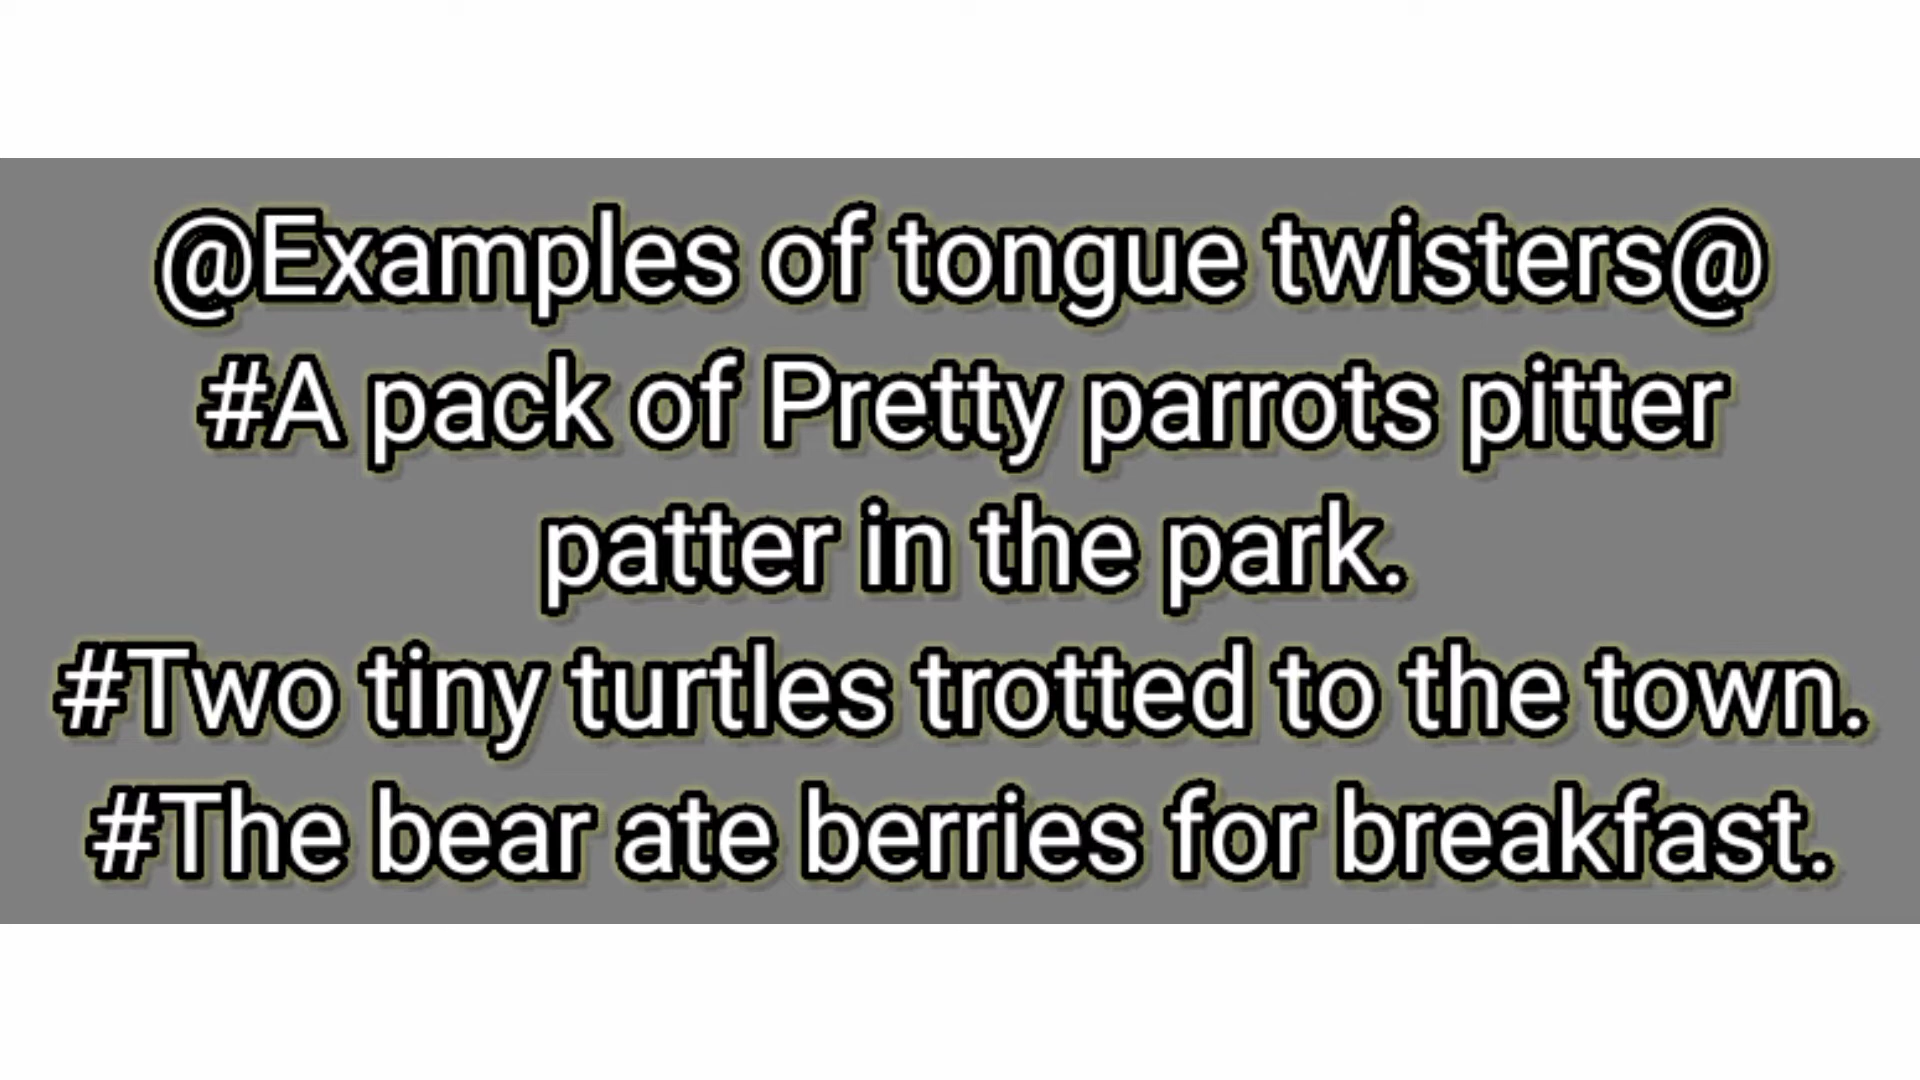 @Examples of tongue twisters@
#A pack of Pretty parrots pitter
patter in the park.
#Two tiny turtles trotted to the town.
#The bear ate berries for breakfast.